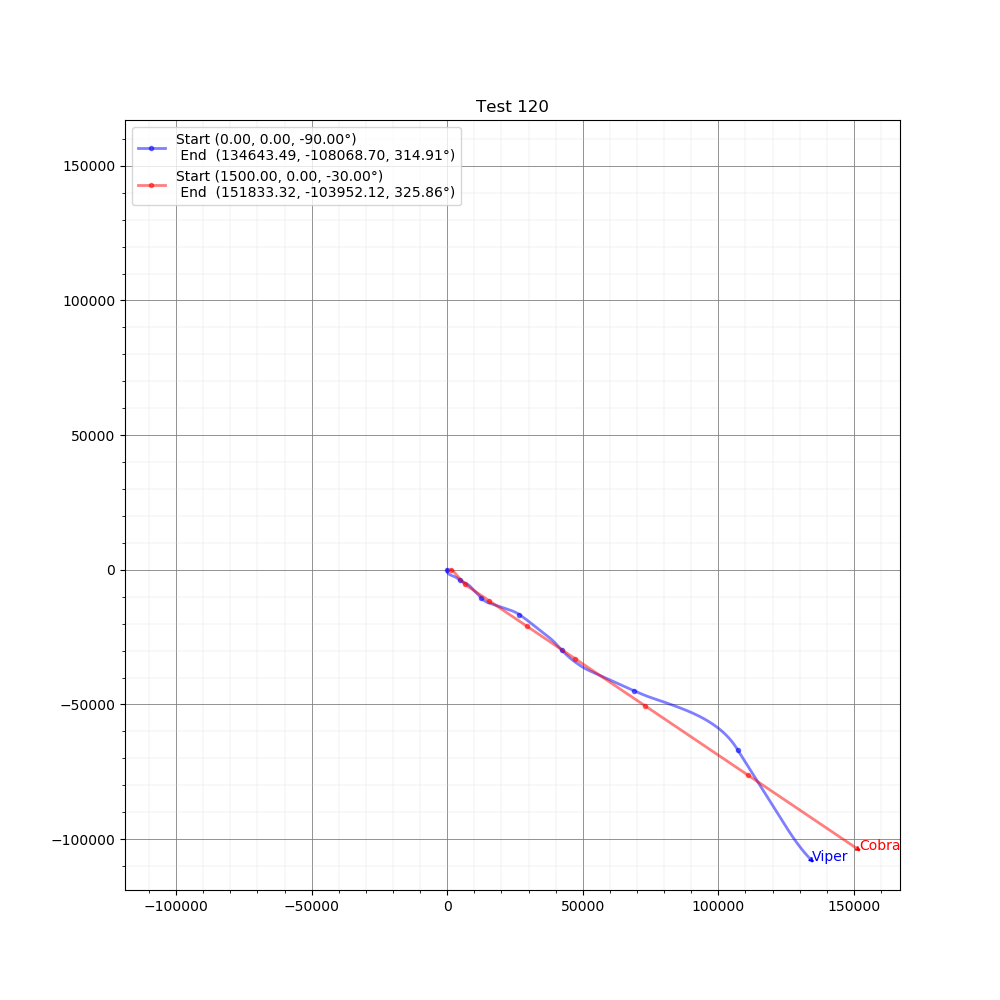 Test 120
Start (0.00, 0.00, -90.00°)
End  (134643.49, -108068.70, 314.91°)
Start (1500.00, 0.00, -30.00°)
End  (151833.32, -103952.12, 325.86°)
150000
100000
50000
0
−50000
−100000
Cobra
Viper
−100000
−50000
0
50000
100000
150000